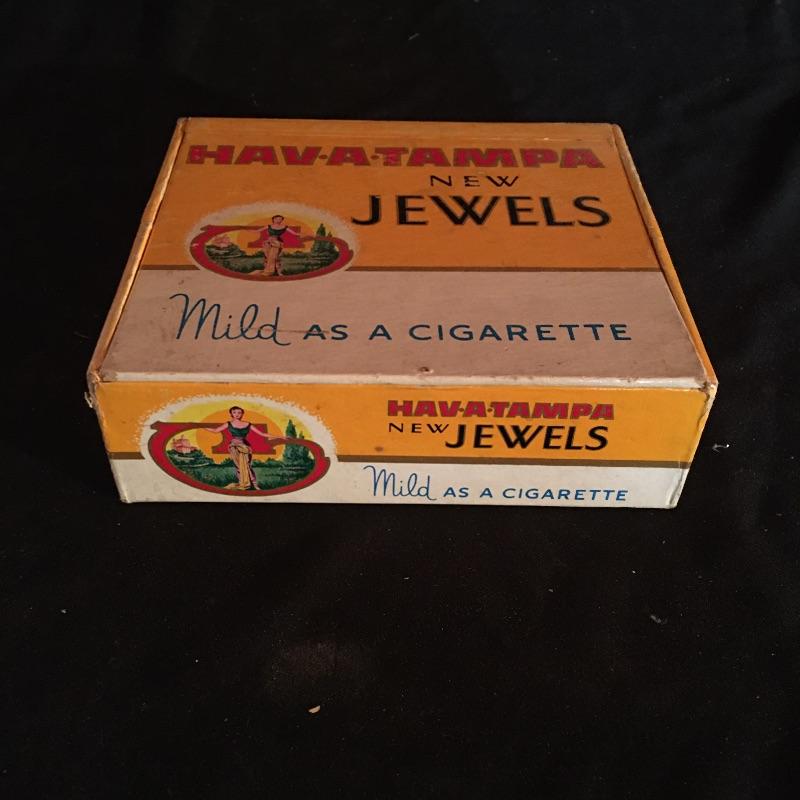 HAV-A-TAMPA
NEW
JEWELS
Mild AS A CIGARETTE
HAV-A-TAMPA
NEW JEWELS
Mild AS A CIGARETTE